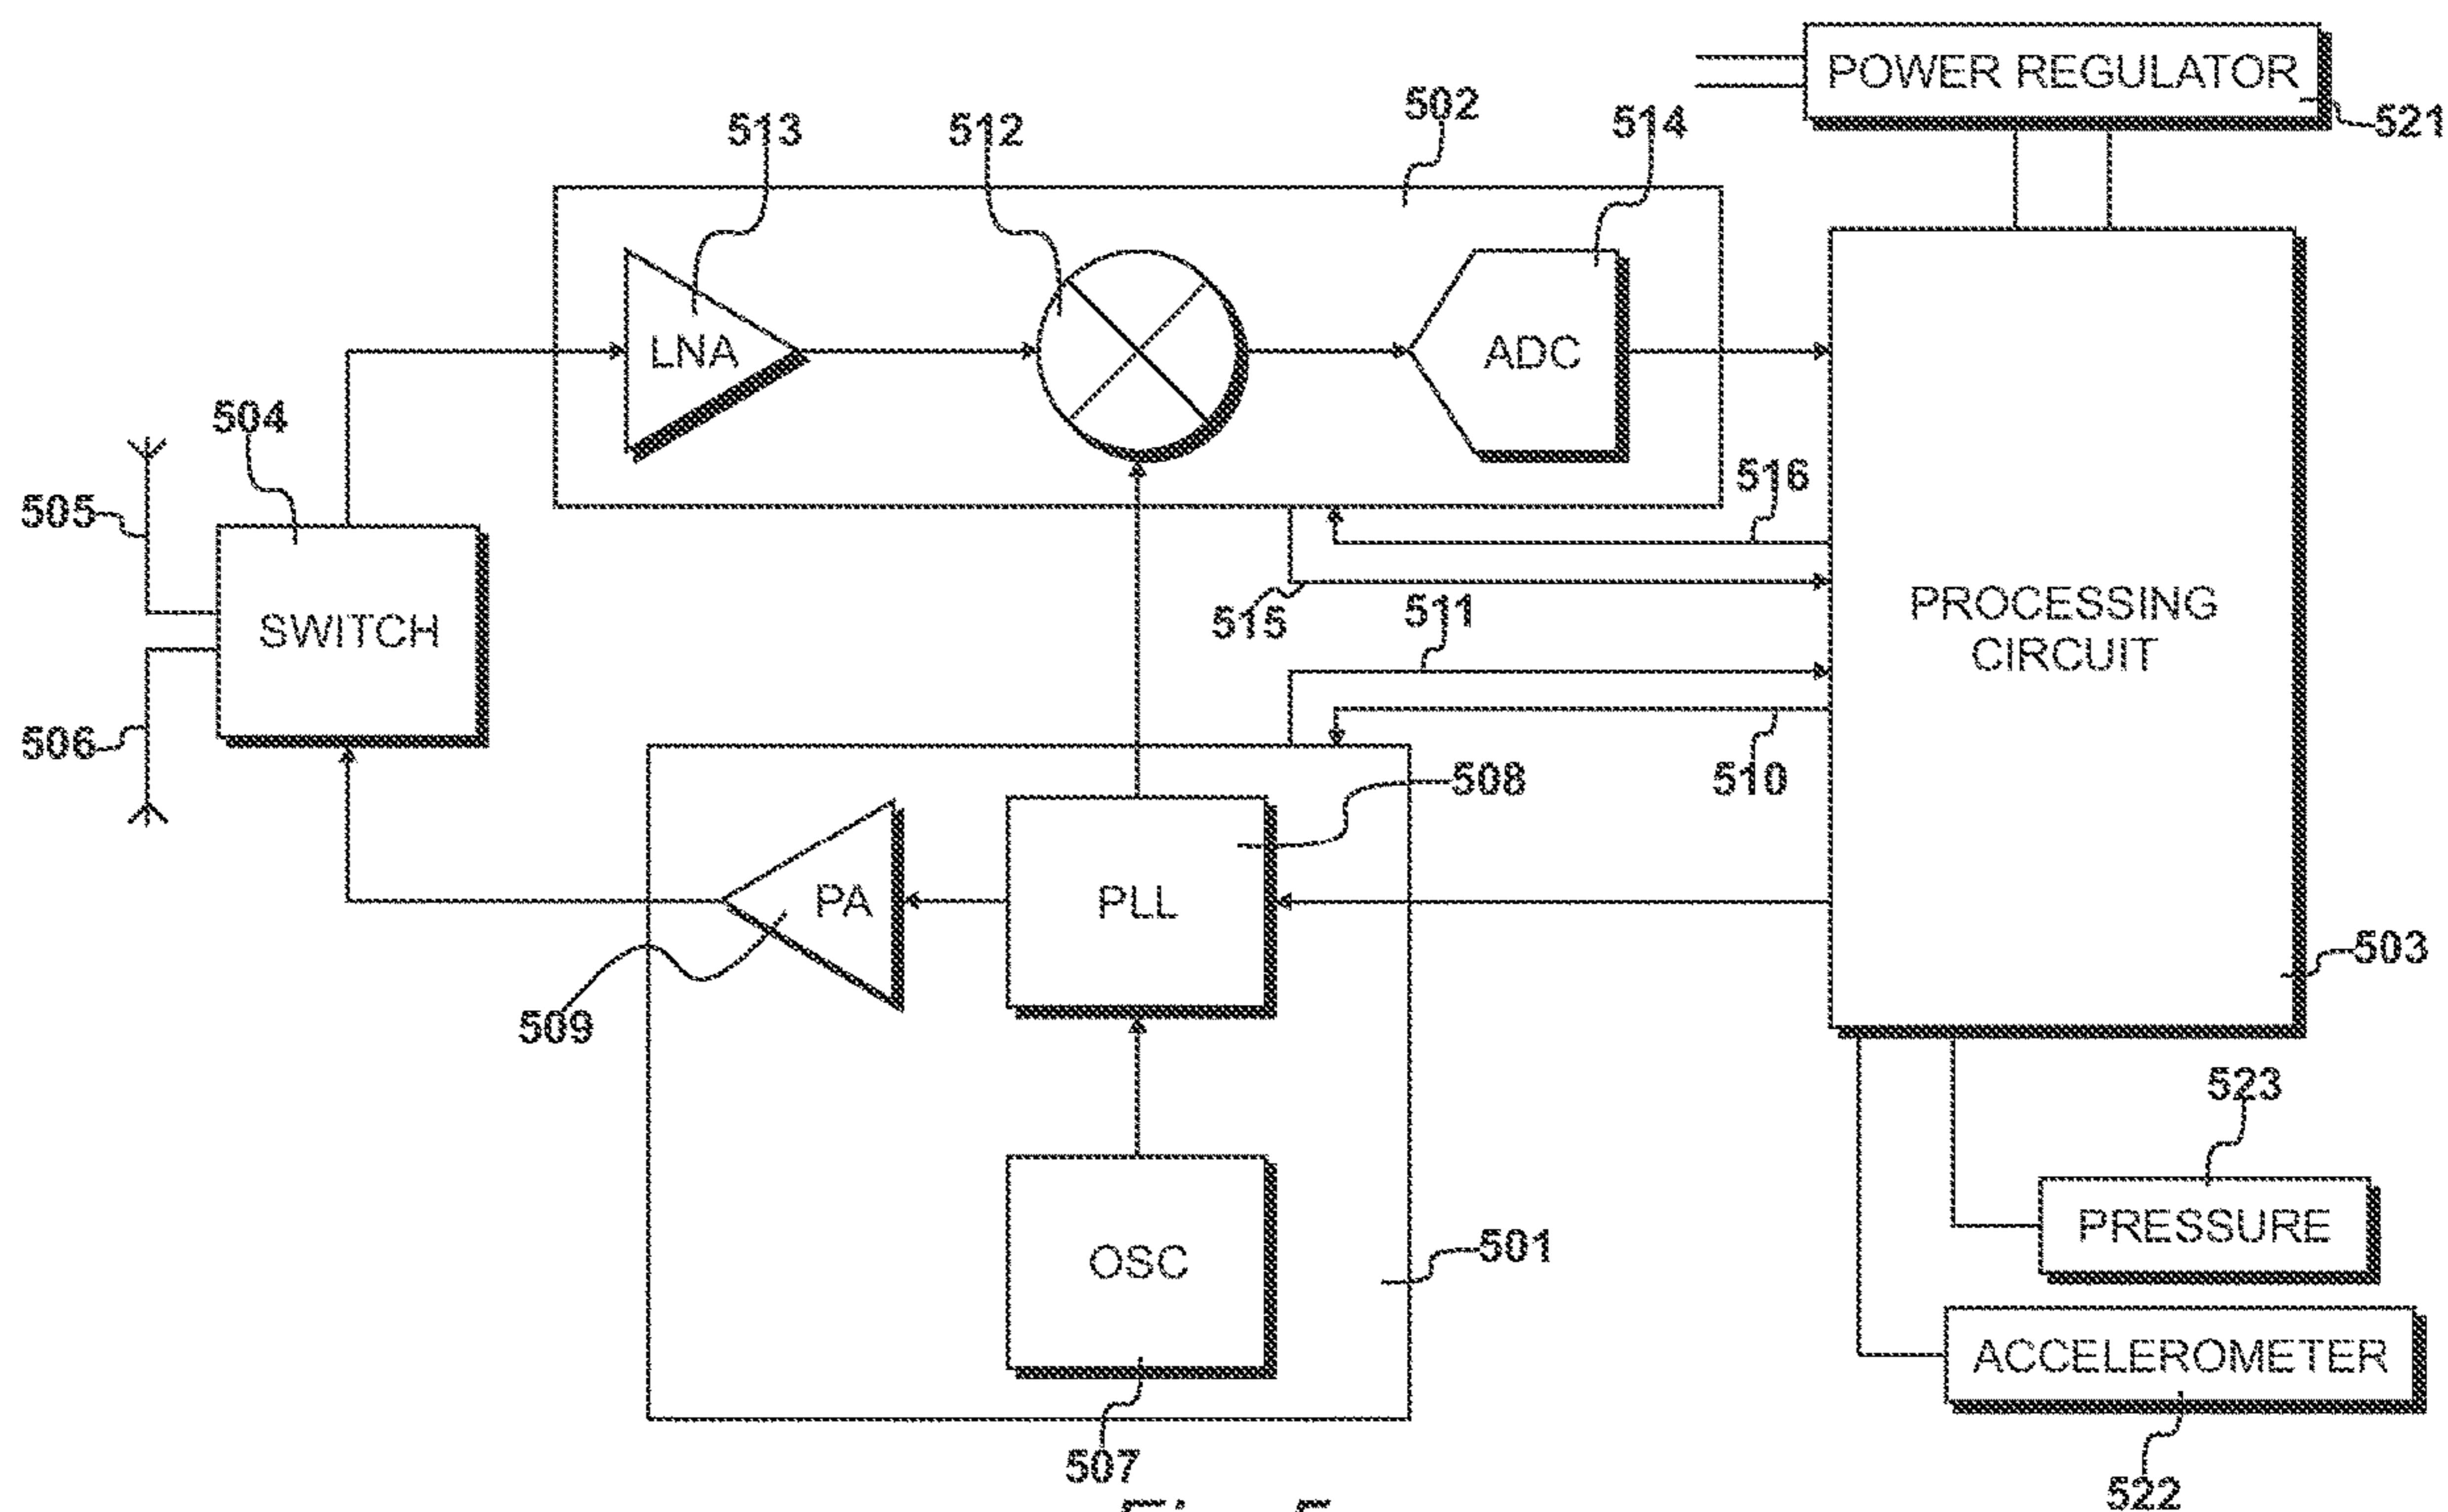 POWER REGULATOR
521
502
513
512
514
LNA
ADC
504
516
505
SWITCH
515
511
PROCESSING
CIRCUIT
506
510
508
PA
PLL
503
509
523
PRESSURE
OSC
501
ACCELEROMETER
507
522